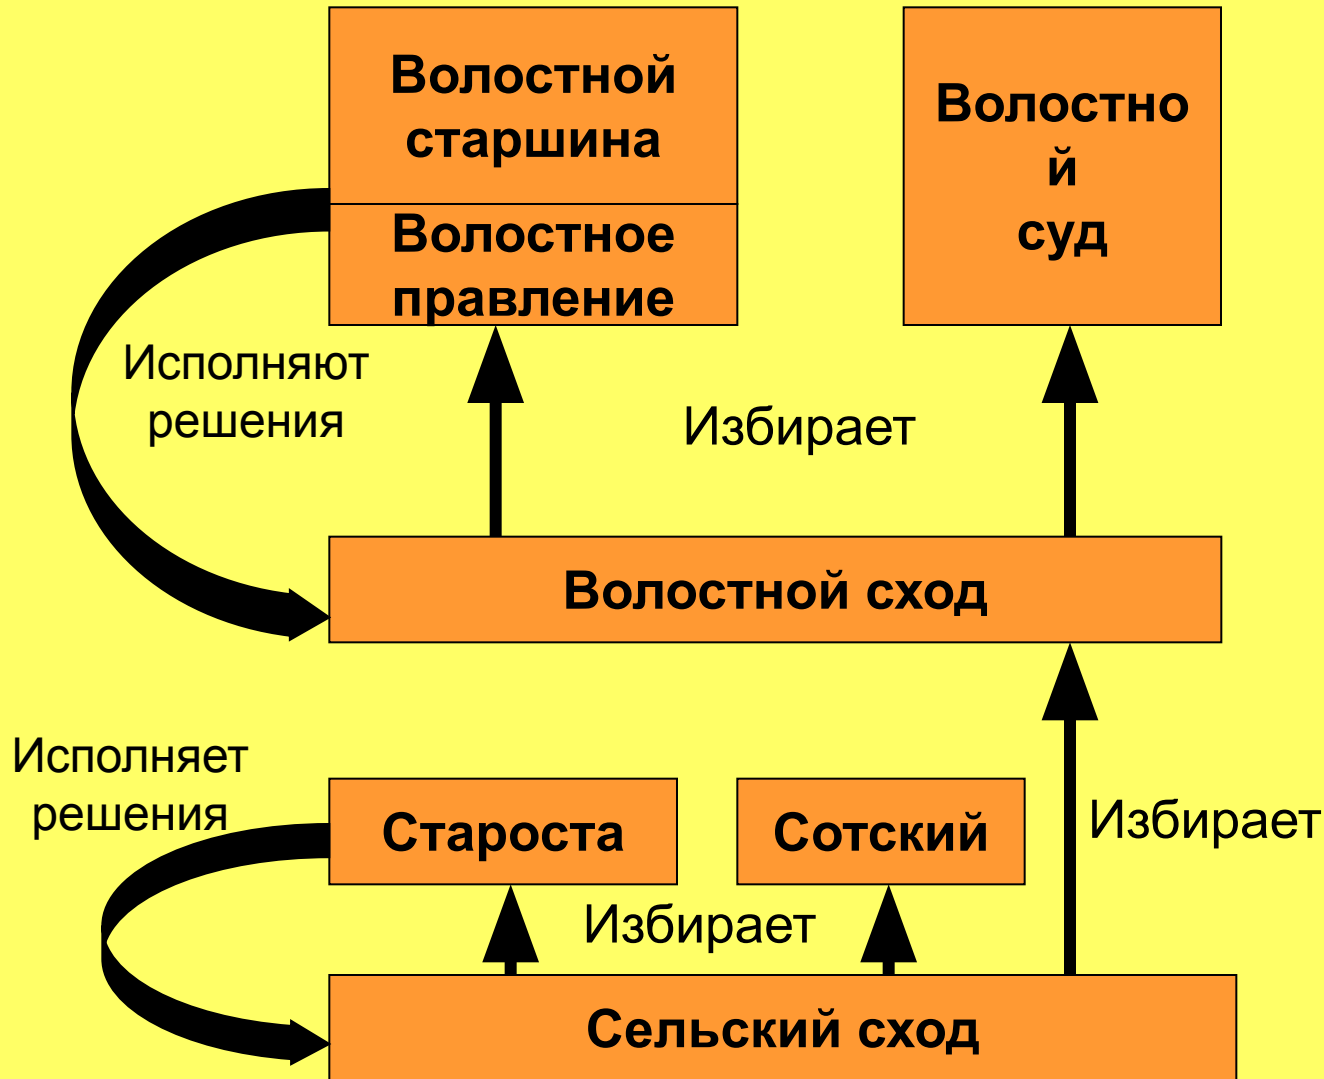 Волостной
старшина
Волостно
й
суд
Волостное
правление
Исполняют
решения
Избирает
Волостной сход
Исполняет
решения
Староста
Сотский
Избирает
Избирает
Сельский сход